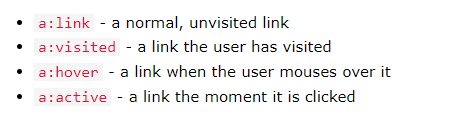 • a:link - a normal, unvisited link
• a:visited - a link the user has visited
• a:hover - a link when the user mouses over it
• a:active - a link the moment it is clicked